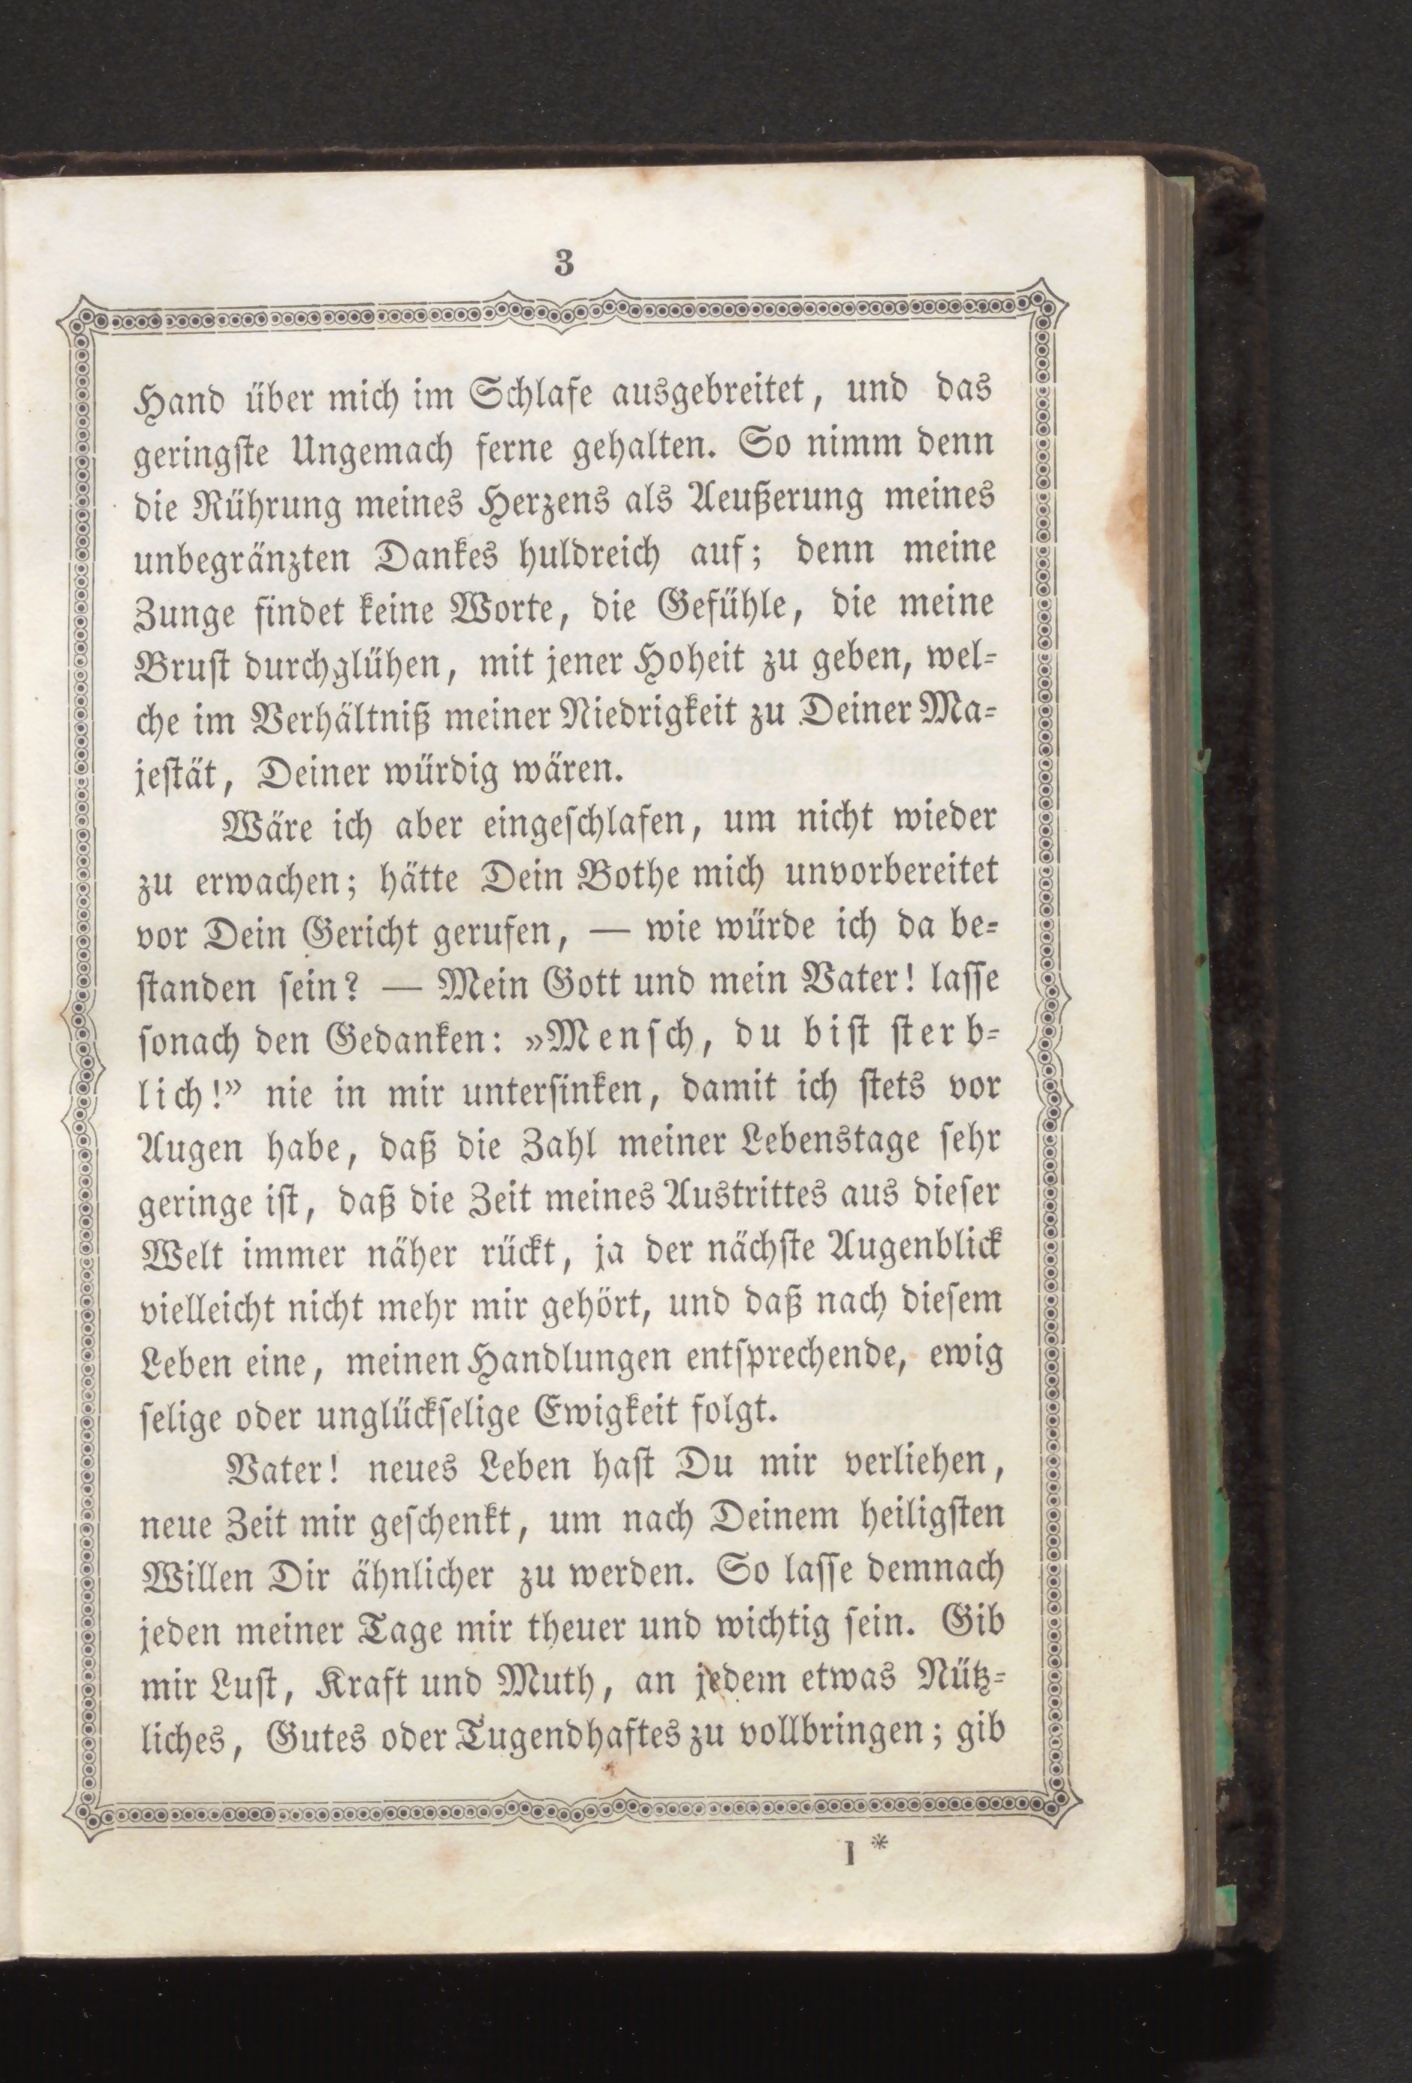 3
Hand über mich im Schlafe ausgebreitet, und das
geringste Ungemach ferne gehalten. So nimm denn
die Rührung meines Herzens als Aeußerung meines
unbegränzten Dankes huldreich auf; denn meine
Zunge findet keine Worte, die Gefühle, die meine
Brust durchglühen, mit jener Hoheit zu geben, wel-
che im Verhältniß meiner Niedrigkeit zu Deiner Ma-
jestät, Deiner würdig wären.
Wäre ich aber eingeschlafen, um nicht wieder
zu erwachen; hätte Dein Bothe mich unvorbereitet
vor Dein Gericht gerufen, — wie würde ich da be-
standen sein? — Mein Gott und mein Vater! lasse
sonach den Gedanken: »Mensch, du bist sterb-
lich!» nie in mir untersinken, damit ich stets vor
Augen habe, daß die Zahl meiner Lebenstage sehr
geringe ist, daß die Zeit meines Austrittes aus dieser
Welt immer näher rückt, ja der nächste Augenblick
vielleicht nicht mehr mir gehört, und daß nach diesem
Leben eine, meinen Handlungen entsprechende, ewig
selige oder unglückselige Ewigkeit folgt.
Vater! neues Leben hast Du mir verliehen,
neue Zeit mir geschenkt, um nach Deinem heiligsten
Willen Dir ähnlicher zu werden. So lasse demnach
jeden meiner Tage mir theuer und wichtig sein. Gib
mir Lust, Kraft und Muth, an jedem etwas Nütz-
liches, Gutes oder Tugendhaftes zu vollbringen; gib
1 *